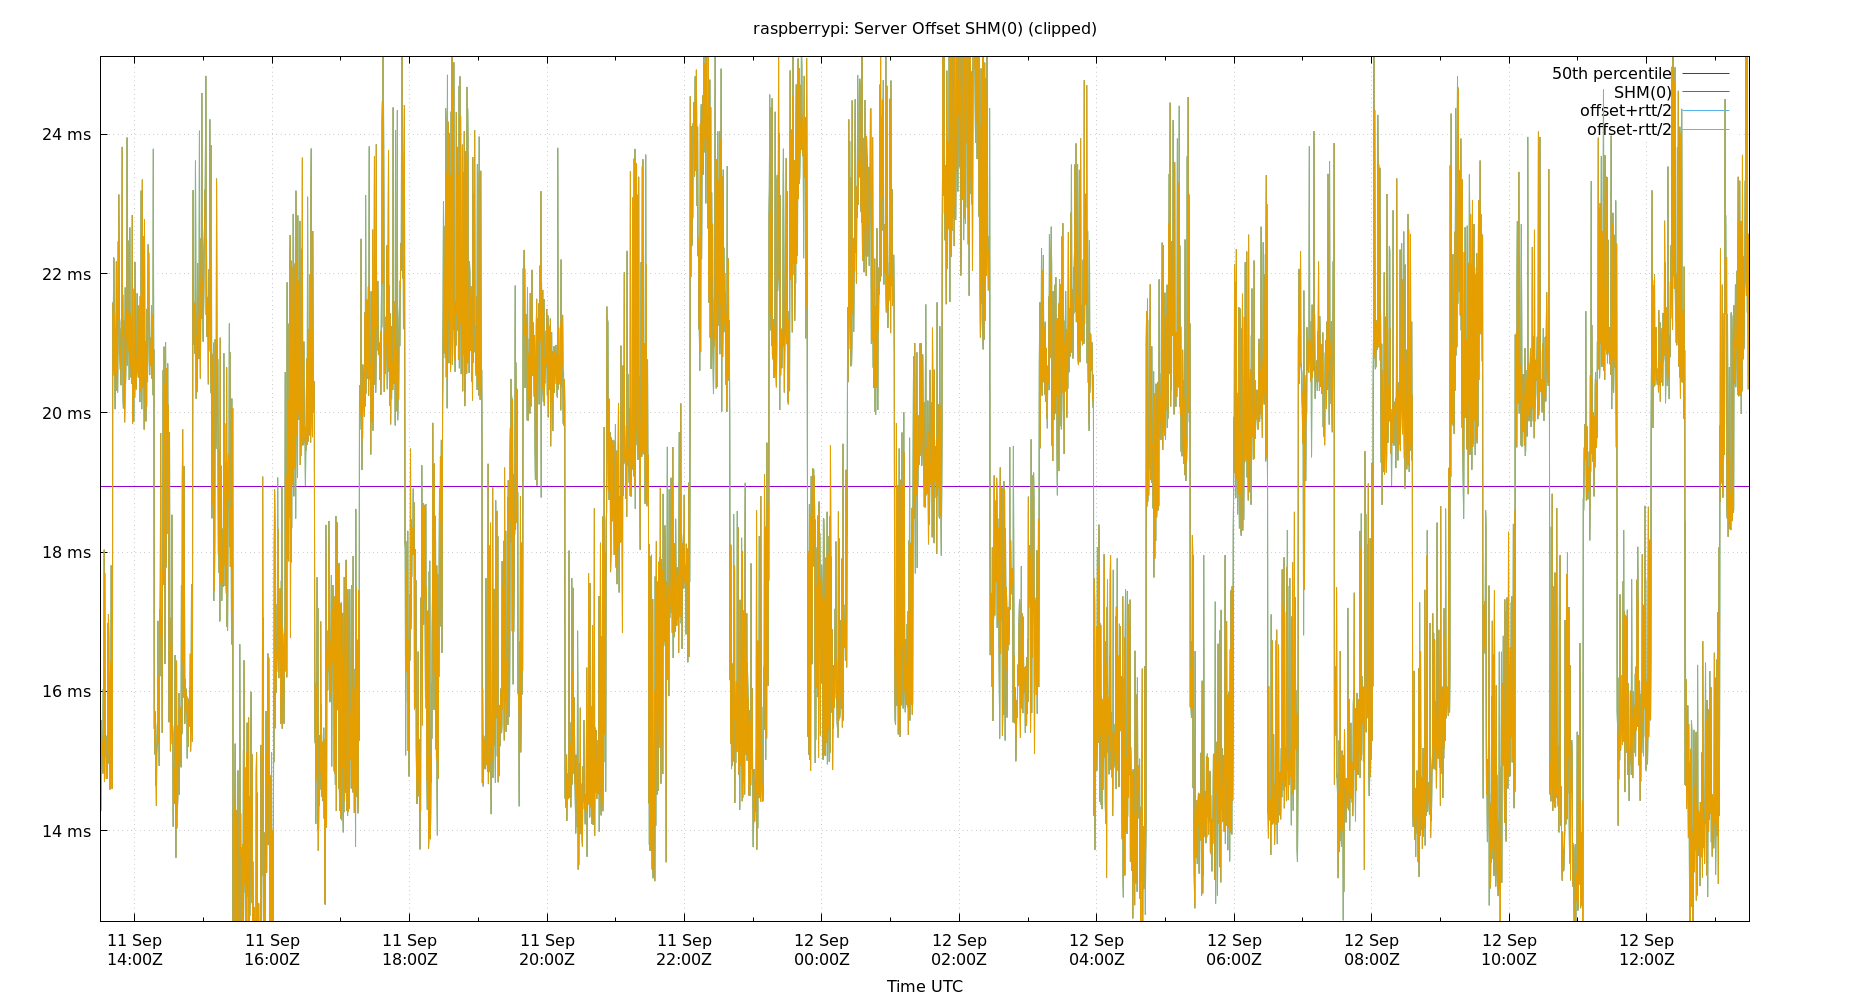 raspberrypi: Server Offset SHM(0) (clipped)
50th percentile
SHM(0)
offset+rtt/2
offset-rtt/2
24 ms
22 ms
20 ms
18 ms
16 ms
14 ms
11 Sep 11 Sep 11 Sep 11 Sep 11 Sep 12 Sep 12 Sep 12 Sep 12 Sep 12 Sep 12 Sep 12 Sep
14:00Z 16:00Z 18:00Z 20:00Z 22:00Z 00:00Z 02:00Z 04:00Z 06:00Z 08:00Z 10:00Z 12:00Z
Time UTC